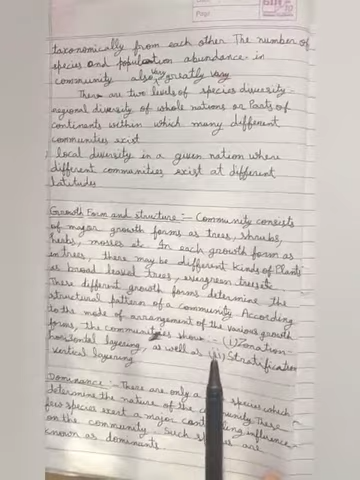 Page
taxonomically from each other The number of
species and population abundance in
community also very greatly vary
There are two levels of species diversity:-
regional diversity of whole nations or Parts of
continents within which many different
communities exist
local diversity in a given nation where
different communities exist at different
latitudes
Growth Form and structure :- Community consists
of major growth forms as trees, shrubs,
herbs, mosses etc In each growth form as
in trees, there may be different kinds of Plants
as broad leaved trees, evergreen trees etc
These different growth forms determine the
structural pattern of a community. According
to the mode of arrangement of the various growth
forms, the communities show - (i) Zonation-
horizontal layering, as well as (ii) Stratification
vertical layering
Dominance :- There are only a species which
determine the nature of the community. These
few species exert a major controlling influence
on the community. Such are
known as dominants